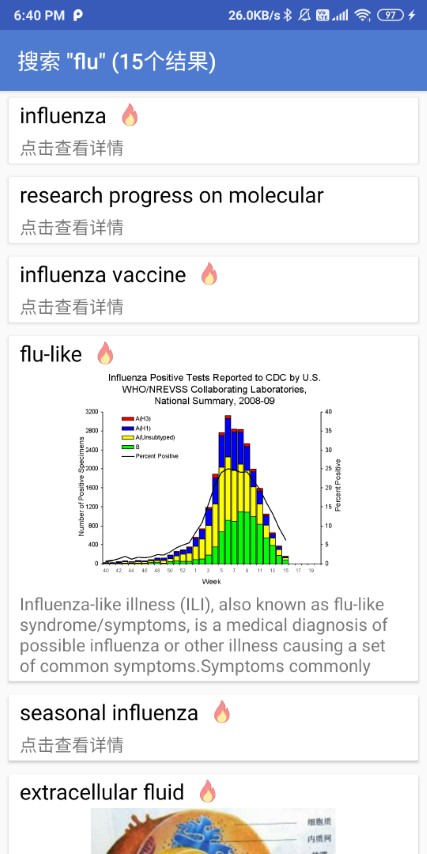 6:40 PM
26.0KB/s
97
搜索 "flu" (15个结果)
influenza
点击查看详情
research progress on molecular
点击查看详情
influenza vaccine
点击查看详情
flu-like
Influenza Positive Tests Reported to CDC by U.S.
WHO/NREVSS Collaborating Laboratories,
National Summary, 2008-09
Number of Positive Specimens
3200
2800
2400
2000
1600
1200
800
400
0
A(H3)
A(H1)
A(Unsubtyped)
B
Percent Positive
40
35
30
25
20
15
10
5
0
Percent Positive
40 42 44 46 48 50 52 1 3 5 7 9 11 13 15 17 19
Week
Influenza-like illness (ILI), also known as flu-like
syndrome/symptoms, is a medical diagnosis of
possible influenza or other illness causing a set
of common symptoms.Symptoms commonly
seasonal influenza
点击查看详情
extracellular fluid
细胞质
内质网